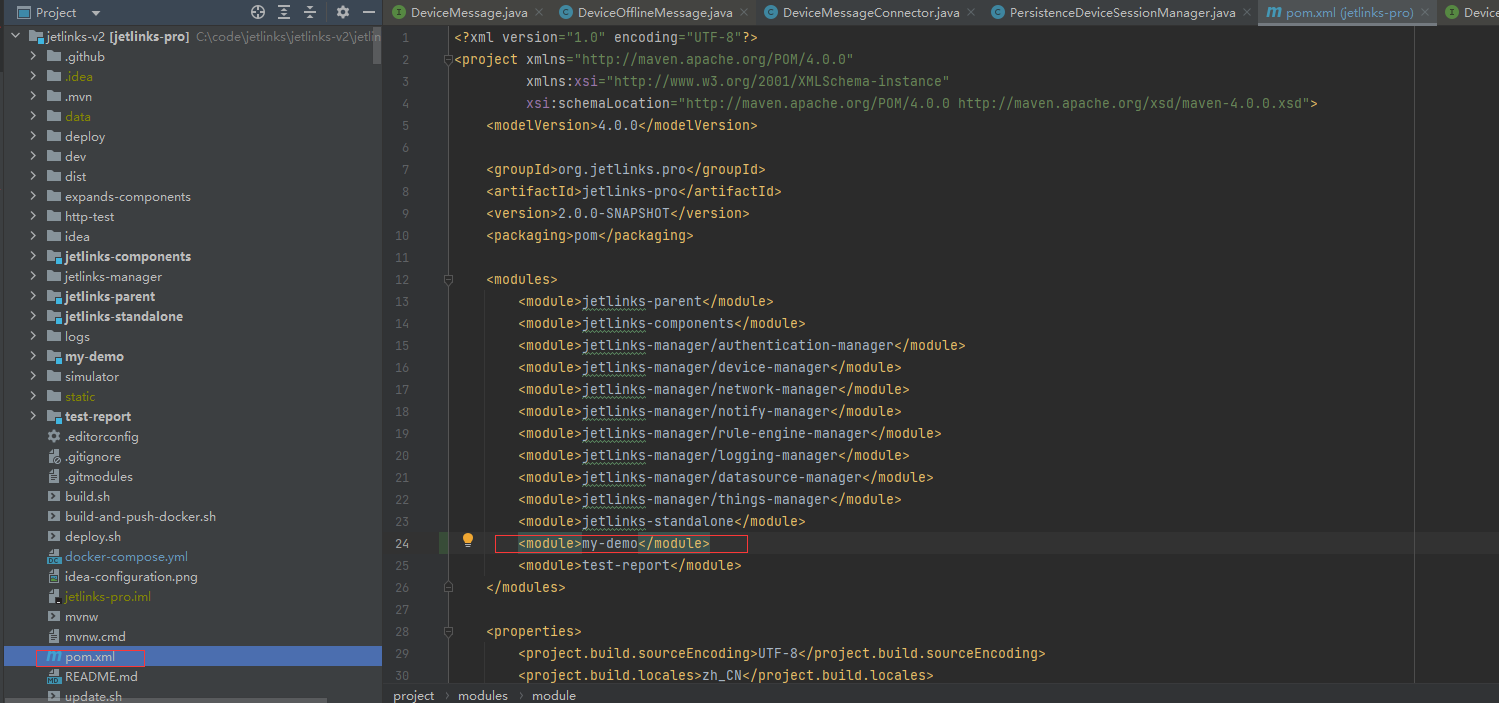 Project
jetlinks-v2 [jetlinks-pro] C:\code\jetlinks\jetlinks-v2\jetlin
.github
.idea
.mvn
data
deploy
dev
dist
expands-components
http-test
idea
jetlinks-components
jetlinks-manager
jetlinks-parent
jetlinks-standalone
logs
my-demo
simulator
static
test-report
.editorconfig
.gitignore
.gitmodules
build.sh
build-and-push-docker.sh
deploy.sh
docker-compose.yml
idea-configuration.png
jetlinks-pro.iml
mvnw
mvnw.cmd
pom.xml
README.md
update.sh
DeviceMessage.java
DeviceOfflineMessage.java
DeviceMessageConnector.java
PersistenceDeviceSessionManager.java
pom.xml (jetlinks-pro)
Device
1 <?xml version="1.0" encoding="UTF-8"?>
2 <project xmlns="http://maven.apache.org/POM/4.0.0"
3 xmlns:xsi="http://www.w3.org/2001/XMLSchema-instance"
4 xsi:schemaLocation="http://maven.apache.org/POM/4.0.0 http://maven.apache.org/xsd/maven-4.0.0.xsd">
5 <modelVersion>4.0.0</modelVersion>
6
7 <groupId>org.jetlinks.pro</groupId>
8 <artifactId>jetlinks-pro</artifactId>
9 <version>2.0.0-SNAPSHOT</version>
10 <packaging>pom</packaging>
11
12 <modules>
13 <module>jetlinks-parent</module>
14 <module>jetlinks-components</module>
15 <module>jetlinks-manager/authentication-manager</module>
16 <module>jetlinks-manager/device-manager</module>
17 <module>jetlinks-manager/network-manager</module>
18 <module>jetlinks-manager/notify-manager</module>
19 <module>jetlinks-manager/rule-engine-manager</module>
20 <module>jetlinks-manager/logging-manager</module>
21 <module>jetlinks-manager/datasource-manager</module>
22 <module>jetlinks-manager/things-manager</module>
23 <module>jetlinks-standalone</module>
24 <module>my-demo</module>
25 <module>test-report</module>
26 </modules>
27
28 <properties>
29 <project.build.sourceEncoding>UTF-8</project.build.sourceEncoding>
30 <project.build.locales>zh_CN</project.build.locales>
project › modules › module